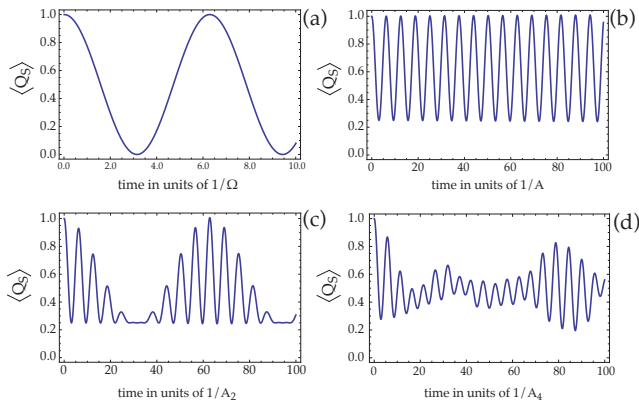 (a)
⟨Q_S⟩
1.0
0.8
0.6
0.4
0.2
0.0
0.0 2.0 4.0 6.0 8.0 10.0
time in units of 1/Ω
(b)
⟨Q_S⟩
1.0
0.8
0.6
0.4
0.2
0.0
0 20 40 60 80 100
time in units of 1/A
(c)
⟨Q_S⟩
1.0
0.8
0.6
0.4
0.2
0.0
0 20 40 60 80 100
time in units of 1/A₂
(d)
⟨Q_S⟩
1.0
0.8
0.6
0.4
0.2
0.0
0 20 40 60 80 100
time in units of 1/A₄